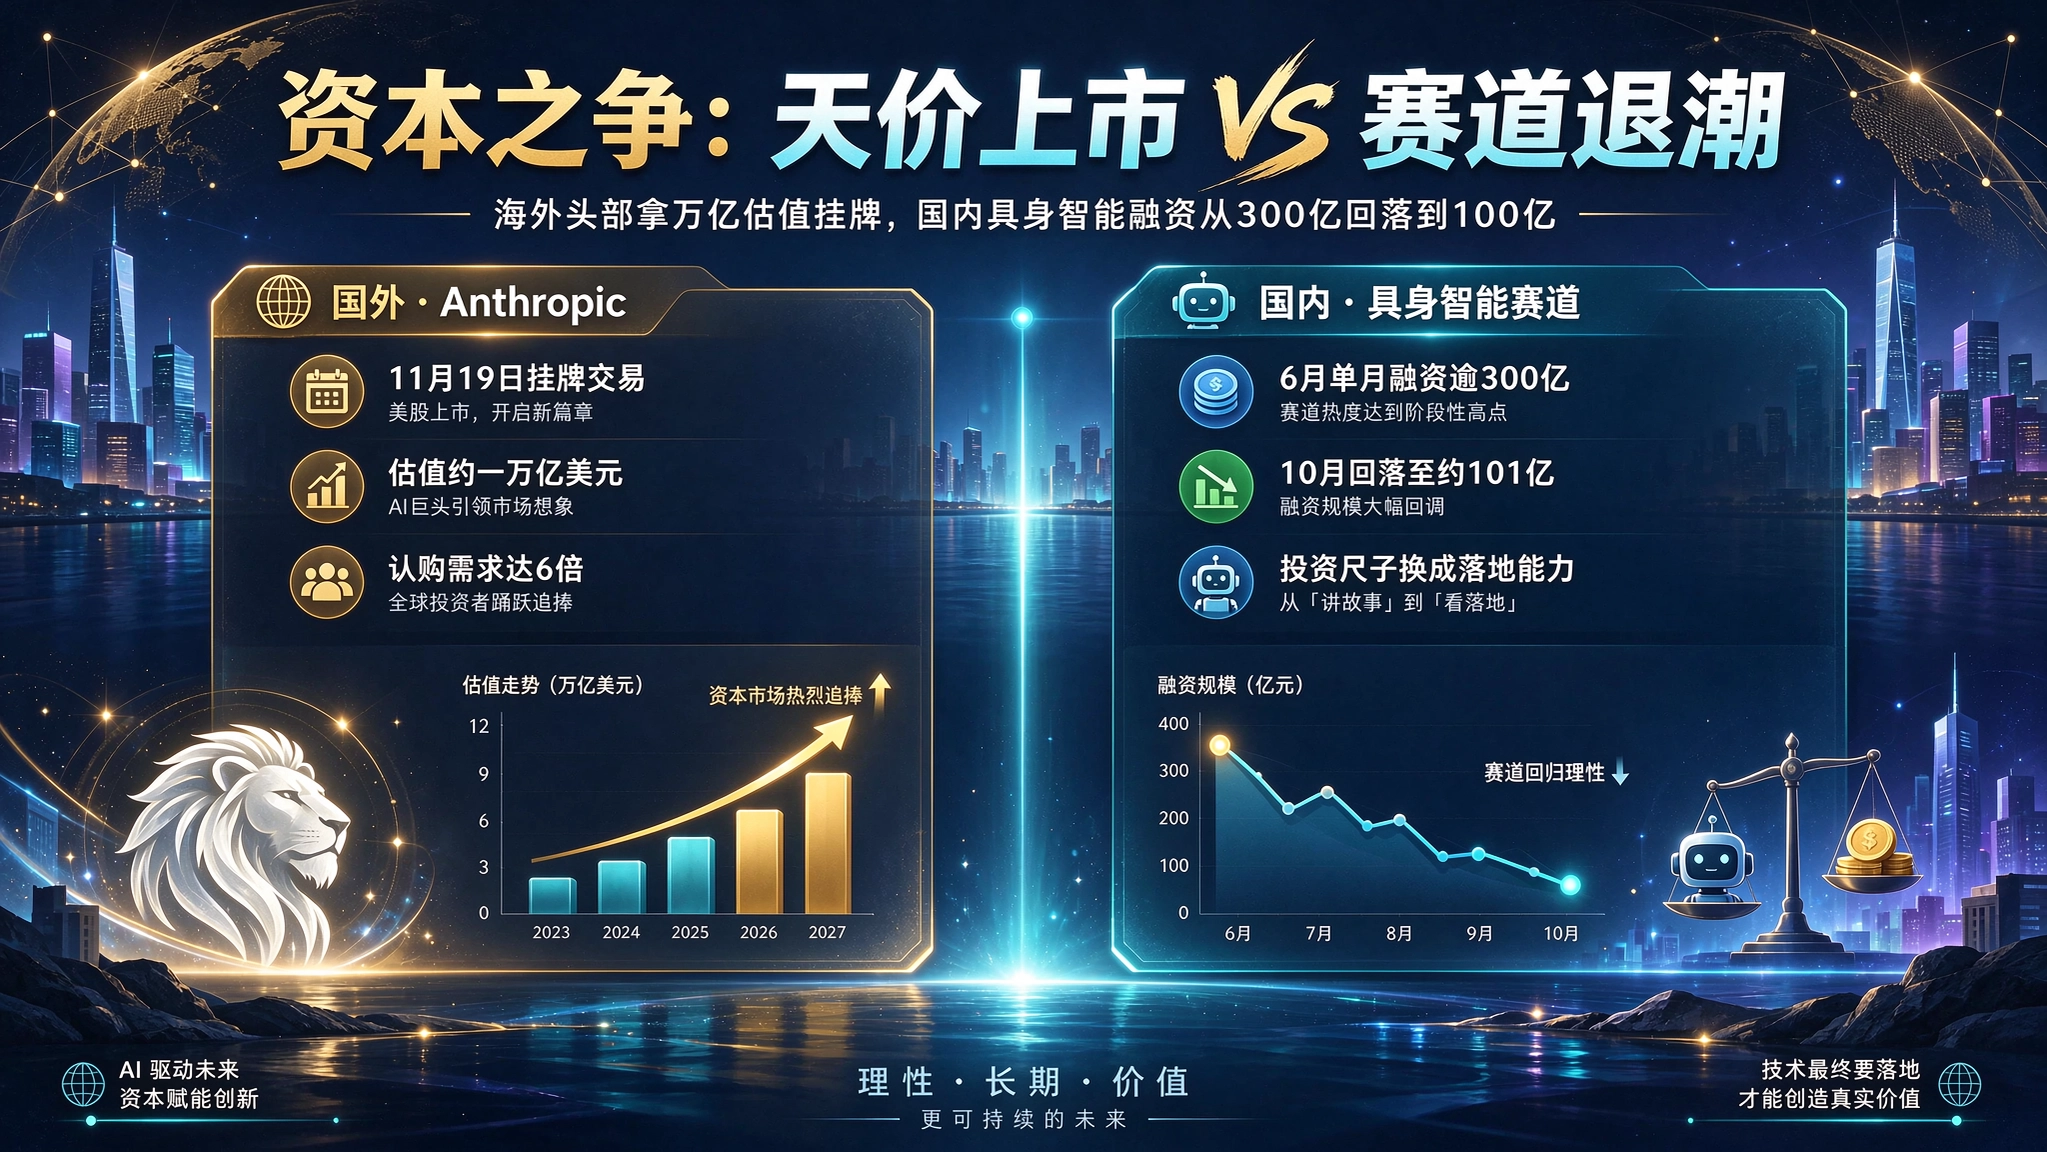 资本之争：天价上市 VS 赛道退潮
海外头部拿万亿估值挂牌，国内具身智能融资从300亿回落到100亿
国外·Anthropic
11月19日挂牌交易
美股上市，开启新篇章
估值约一万亿美元
AI巨头引领市场想象
认购需求达6倍
全球投资者踊跃追捧
估值走势（万亿美元）
资本市场热烈追捧
12
9
6
3
0
2023 2024 2025 2026 2027
国内·具身智能赛道
6月单月融资逾300亿
赛道热度达到阶段性高点
10月回落至约101亿
融资规模大幅回调
投资尺子换成落地能力
从「讲故事」到「看落地」
融资规模（亿元）
赛道回归理性
400
300
200
100
0
6月 7月 8月 9月 10月
AI 驱动未来
资本赋能创新
理性·长期·价值
更可持续的未来
技术最终要落地
才能创造真实价值